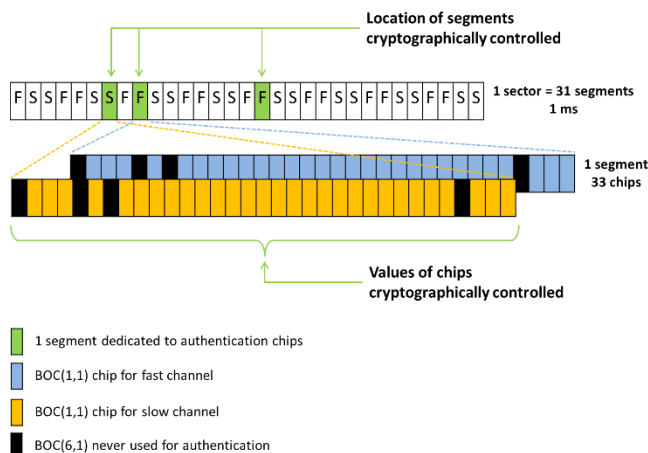 Location of segments
cryptographically controlled
F S S F F S S F F S S F F S S F F S S F F S S F F S S F F S S
1 sector = 31 segments
1 ms
1 segment
33 chips
Values of chips
cryptographically controlled
1 segment dedicated to authentication chips
BOC(1,1) chip for fast channel
BOC(1,1) chip for slow channel
BOC(6,1) never used for authentication